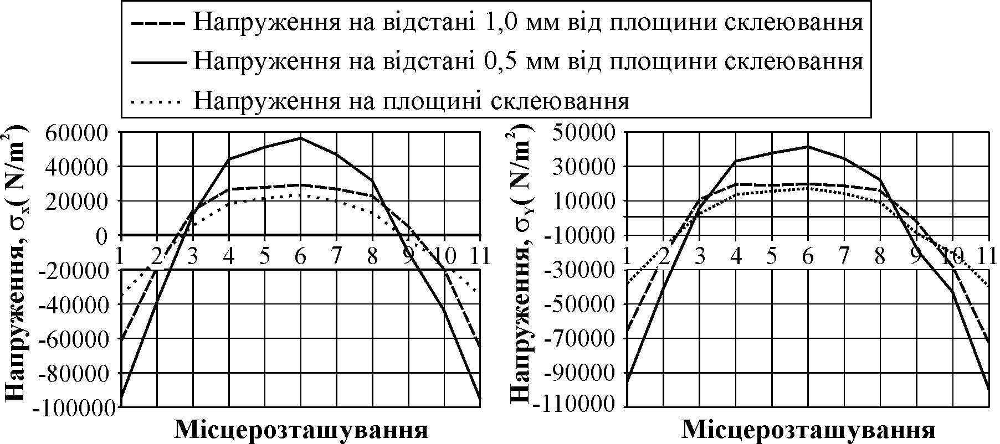 Напруження на відстані 1,0 мм від площини склеювання
Напруження на відстані 0,5 мм від площини склеювання
Напруження на площині склеювання
Напруження, σx( N/m²)
60000
40000
20000
0
-20000
-40000
-60000
-80000
-100000
1 2 3 4 5 6 7 8 9 10 11
Місцерозташування
Напруження, σY( N/m²)
50000
30000
10000
-10000
-30000
-50000
-70000
-90000
-110000
1 2 3 4 5 6 7 8 9 10 11
Місцерозташування